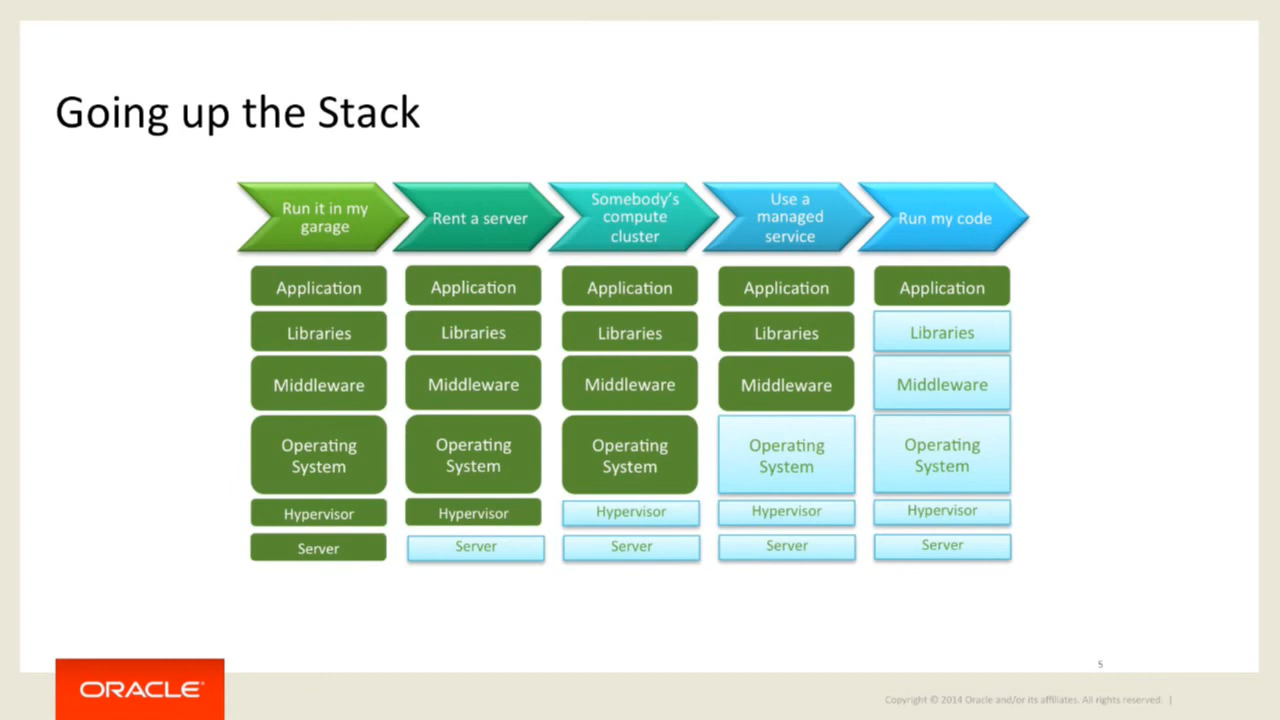 Going up the Stack
Run it in my
garage
Rent a server
Somebody's
compute
cluster
Use a
managed
service
Run my code
Application
Application
Application
Application
Application
Libraries
Libraries
Libraries
Libraries
Libraries
Middleware
Middleware
Middleware
Middleware
Middleware
Operating
System
Operating
System
Operating
System
Operating
System
Operating
System
Hypervisor
Hypervisor
Hypervisor
Hypervisor
Hypervisor
Server
Server
Server
Server
Server
5
ORACLE®
Copyright © 2014 Oracle and/or its affiliates. All rights reserved. |